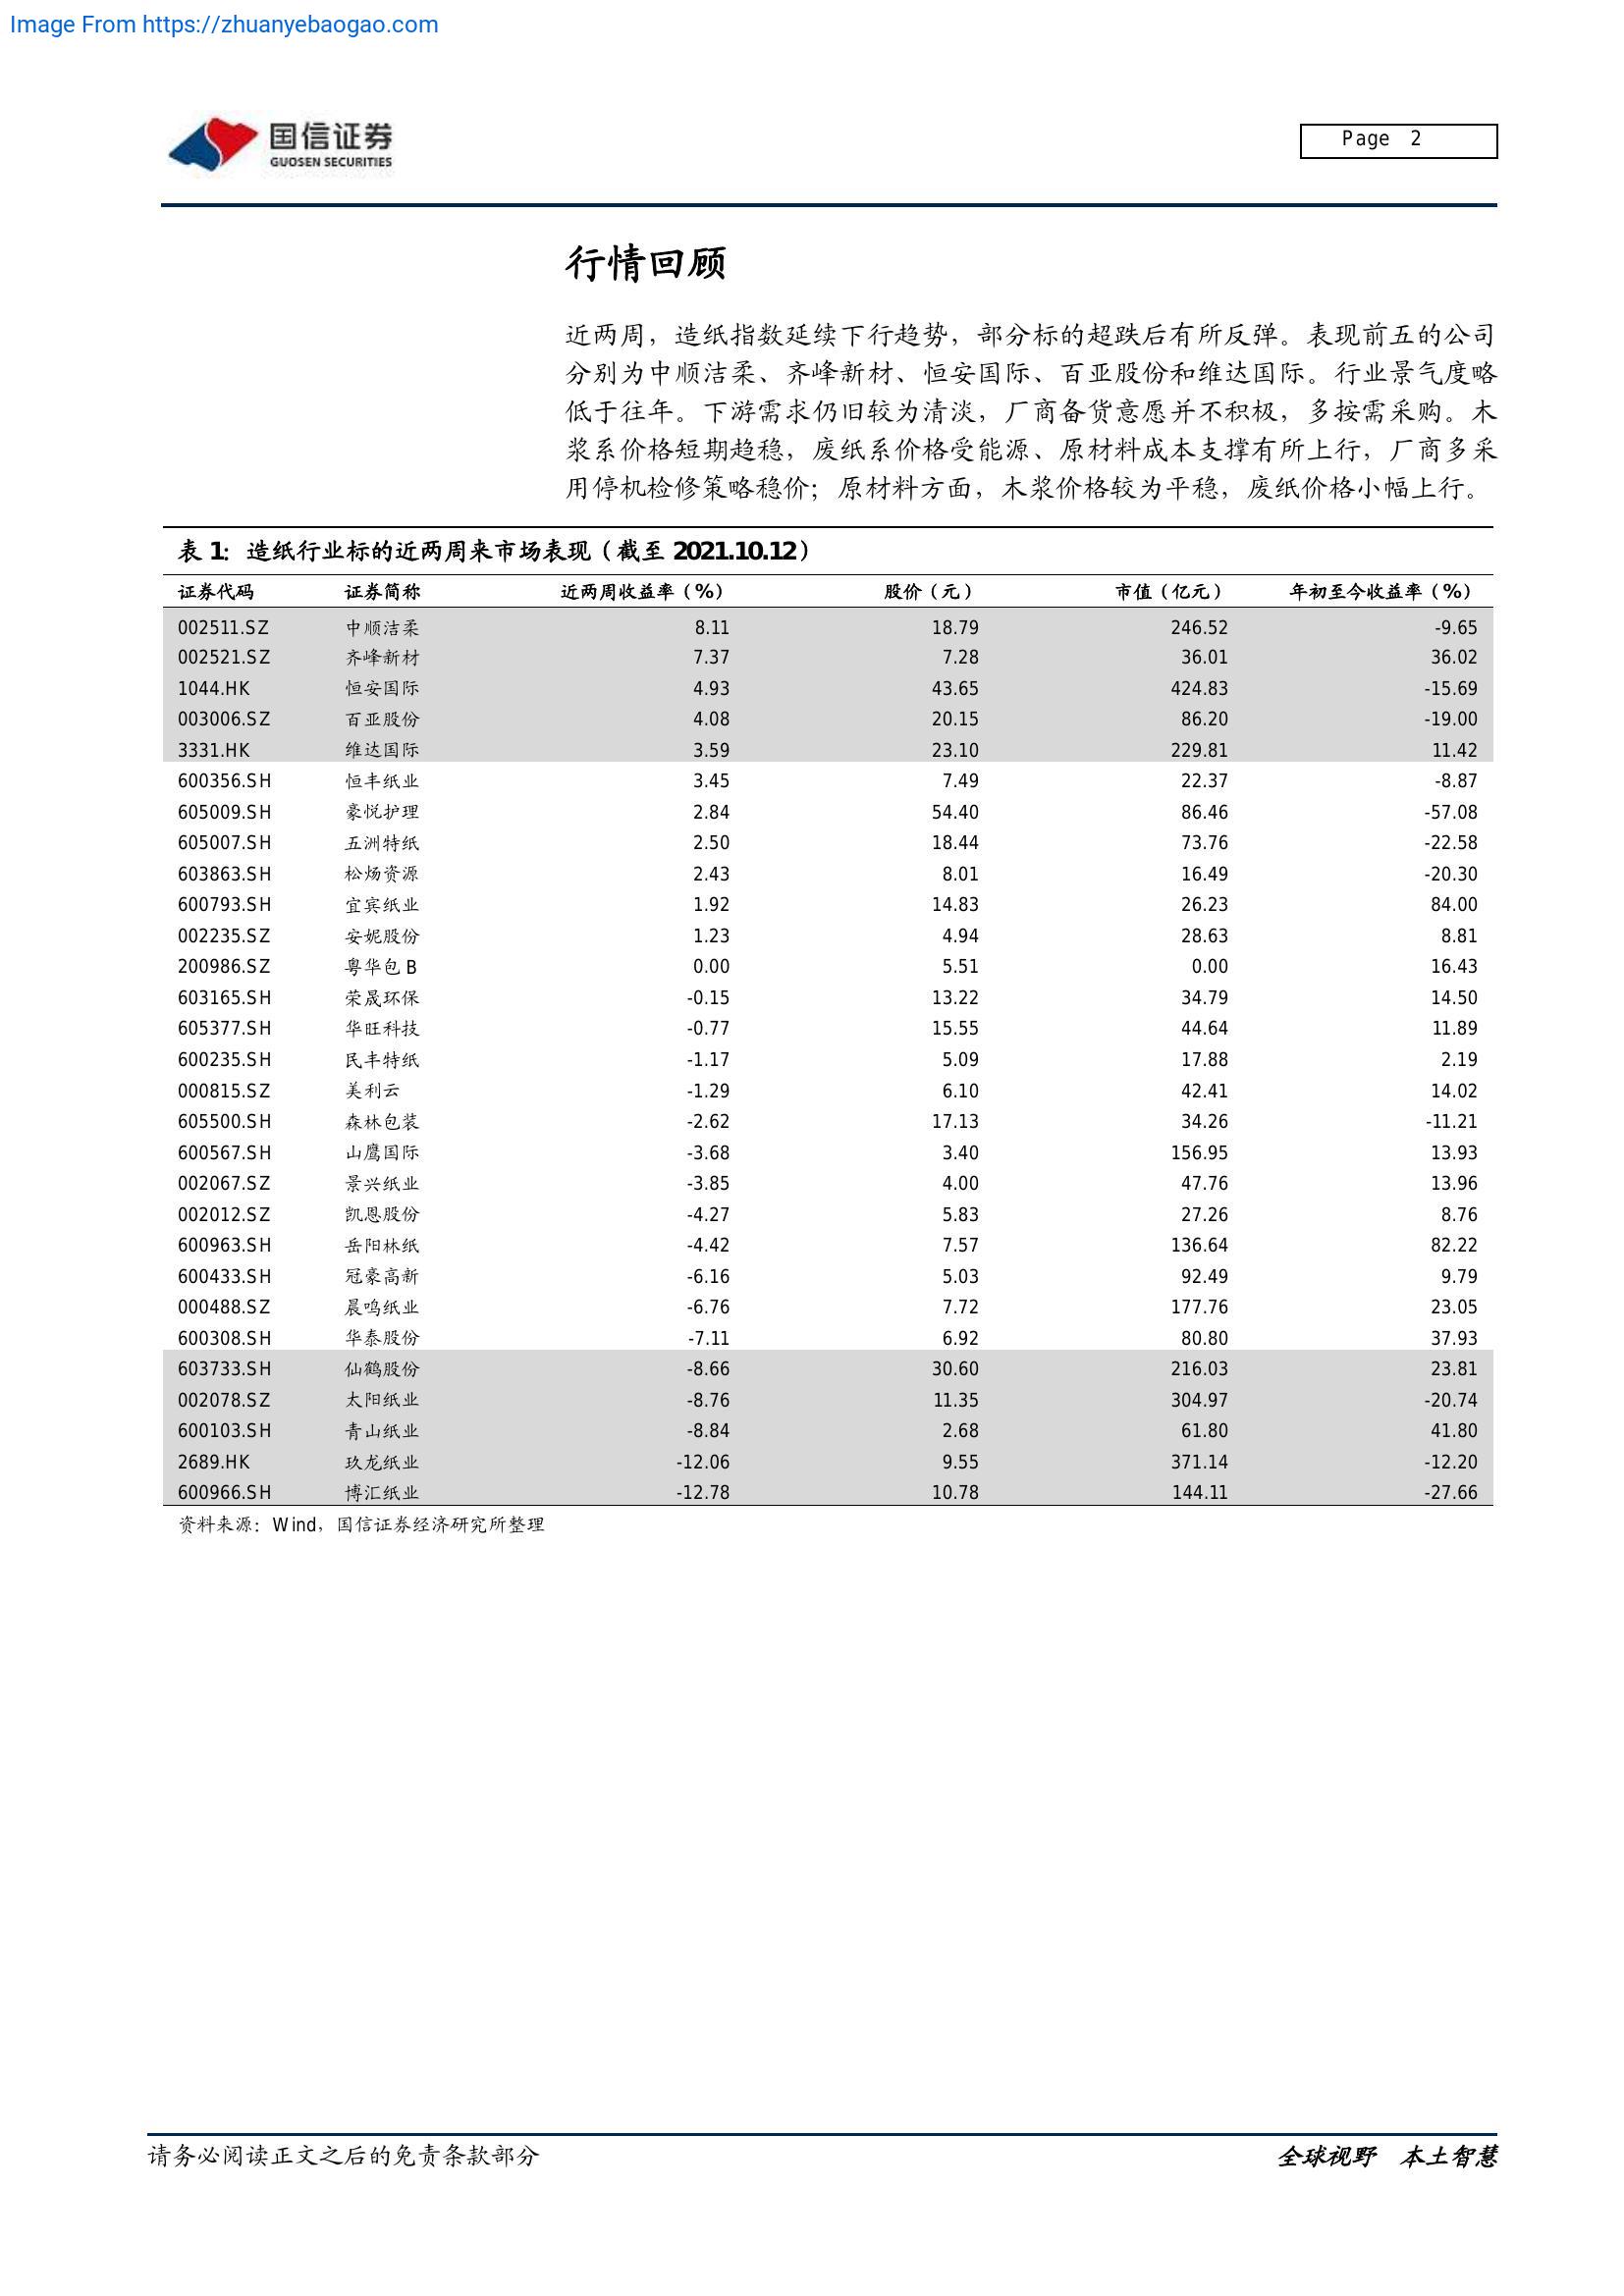 Image From https://zhuanyebaogao.com
国信证券
GUOSEN SECURITIES
Page 2
行情回顾
近两周，造纸指数延续下行趋势，部分标的超跌后有所反弹。表现前五的公司
分别为中顺洁柔、齐峰新材、恒安国际、百亚股份和维达国际。行业景气度略
低于往年。下游需求仍旧较为清淡，厂商备货意愿并不积极，多按需采购。木
浆系价格短期趋稳，废纸系价格受能源、原材料成本支撑有所上行，厂商多采
用停机检修策略稳价；原材料方面，木浆价格较为平稳，废纸价格小幅上行。
表 1：造纸行业标的近两周来市场表现（截至 2021.10.12）
证券代码 证券简称 近两周收益率（%） 股价（元） 市值（亿元） 年初至今收益率（%）
002511.SZ 中顺洁柔 8.11 18.79 246.52 -9.65
002521.SZ 齐峰新材 7.37 7.28 36.01 36.02
1044.HK 恒安国际 4.93 43.65 424.83 -15.69
003006.SZ 百亚股份 4.08 20.15 86.20 -19.00
3331.HK 维达国际 3.59 23.10 229.81 11.42
600356.SH 恒丰纸业 3.45 7.49 22.37 -8.87
605009.SH 豪悦护理 2.84 54.40 86.46 -57.08
605007.SH 五洲特纸 2.50 18.44 73.76 -22.58
603863.SH 松炀资源 2.43 8.01 16.49 -20.30
600793.SH 宜宾纸业 1.92 14.83 26.23 84.00
002235.SZ 安妮股份 1.23 4.94 28.63 8.81
200986.SZ 粤华包 B 0.00 5.51 0.00 16.43
603165.SH 荣晟环保 -0.15 13.22 34.79 14.50
605377.SH 华旺科技 -0.77 15.55 44.64 11.89
600235.SH 民丰特纸 -1.17 5.09 17.88 2.19
000815.SZ 美利云 -1.29 6.10 42.41 14.02
605500.SH 森林包装 -2.62 17.13 34.26 -11.21
600567.SH 山鹰国际 -3.68 3.40 156.95 13.93
002067.SZ 景兴纸业 -3.85 4.00 47.76 13.96
002012.SZ 凯恩股份 -4.27 5.83 27.26 8.76
600963.SH 岳阳林纸 -4.42 7.57 136.64 82.22
600433.SH 冠豪高新 -6.16 5.03 92.49 9.79
000488.SZ 晨鸣纸业 -6.76 7.72 177.76 23.05
600308.SH 华泰股份 -7.11 6.92 80.80 37.93
603733.SH 仙鹤股份 -8.66 30.60 216.03 23.81
002078.SZ 太阳纸业 -8.76 11.35 304.97 -20.74
600103.SH 青山纸业 -8.84 2.68 61.80 41.80
2689.HK 玖龙纸业 -12.06 9.55 371.14 -12.20
600966.SH 博汇纸业 -12.78 10.78 144.11 -27.66
资料来源：Wind，国信证券经济研究所整理
请务必阅读正文之后的免责条款部分
全球视野 本土智慧